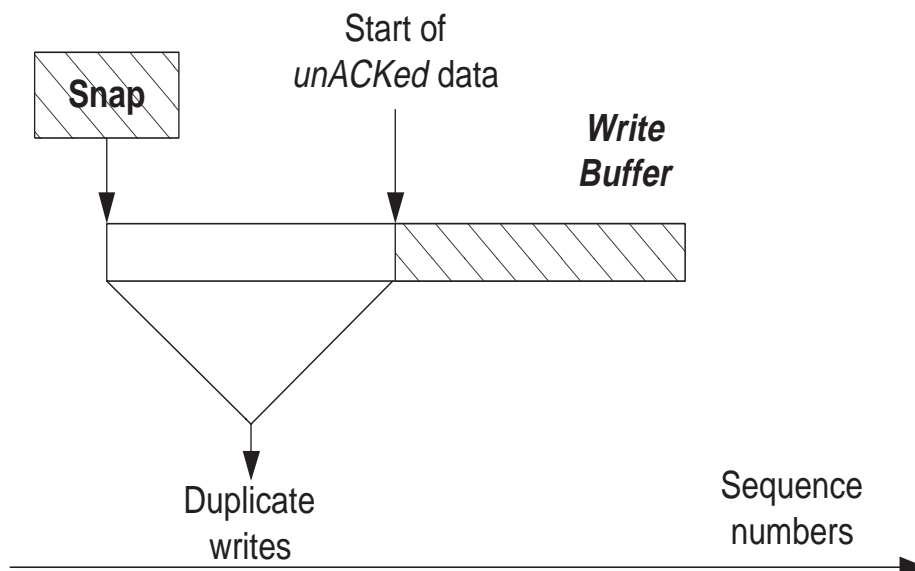 Start of
unACKed data
Snap
Write
Buffer
Duplicate
writes
Sequence
numbers